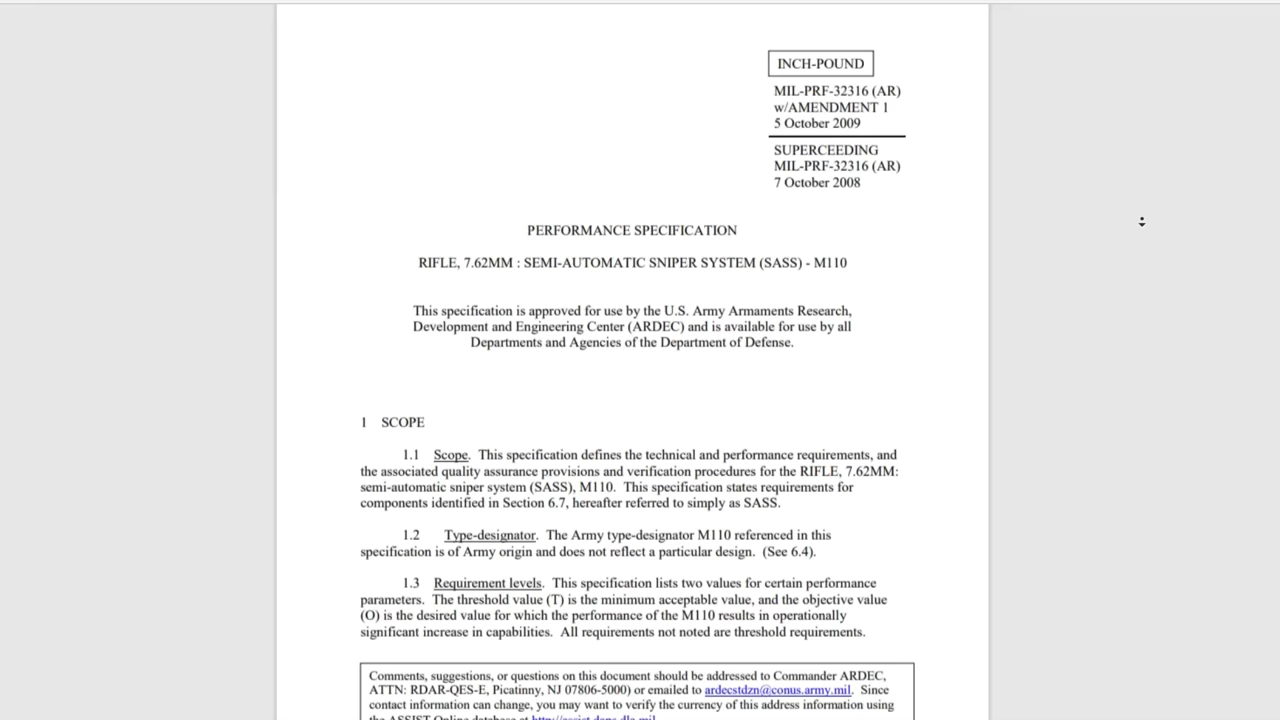 INCH-POUND
MIL-PRF-32316 (AR)
w/AMENDMENT 1
5 October 2009
SUPERCEEDING
MIL-PRF-32316 (AR)
7 October 2008
PERFORMANCE SPECIFICATION
RIFLE, 7.62MM : SEMI-AUTOMATIC SNIPER SYSTEM (SASS) - M110
This specification is approved for use by the U.S. Army Armaments Research,
Development and Engineering Center (ARDEC) and is available for use by all
Departments and Agencies of the Department of Defense.
1 SCOPE
1.1 Scope. This specification defines the technical and performance requirements, and
the associated quality assurance provisions and verification procedures for the RIFLE, 7.62MM:
semi-automatic sniper system (SASS), M110. This specification states requirements for
components identified in Section 6.7, hereafter referred to simply as SASS.
1.2 Type-designator. The Army type-designator M110 referenced in this
specification is of Army origin and does not reflect a particular design. (See 6.4).
1.3 Requirement levels. This specification lists two values for certain performance
parameters. The threshold value (T) is the minimum acceptable value, and the objective value
(O) is the desired value for which the performance of the M110 results in operationally
significant increase in capabilities. All requirements not noted are threshold requirements.
Comments, suggestions, or questions on this document should be addressed to Commander ARDEC,
ATTN: RDAR-QES-E, Picatinny, NJ 07806-5000) or emailed to ardecstdzn@conus.army.mil. Since
contact information can change, you may want to verify the currency of this address information using
the ASSIST Online database at http://assist.daps.dla.mil